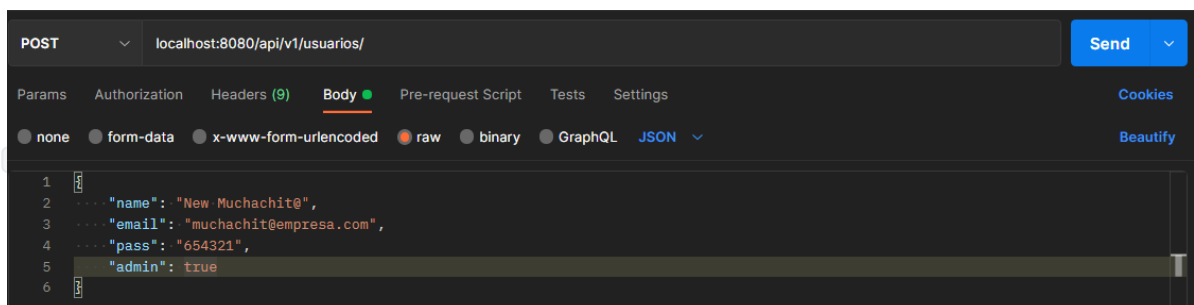 POST localhost:8080/api/v1/usuarios/ Send
Params Authorization Headers (9) Body Pre-request Script Tests Settings Cookies
none form-data x-www-form-urlencoded raw binary GraphQL JSON Beautify
1 {
2 "name": "New Muchachit@",
3 "email": "muchachit@empresa.com",
4 "pass": "654321",
5 "admin": true
6 }